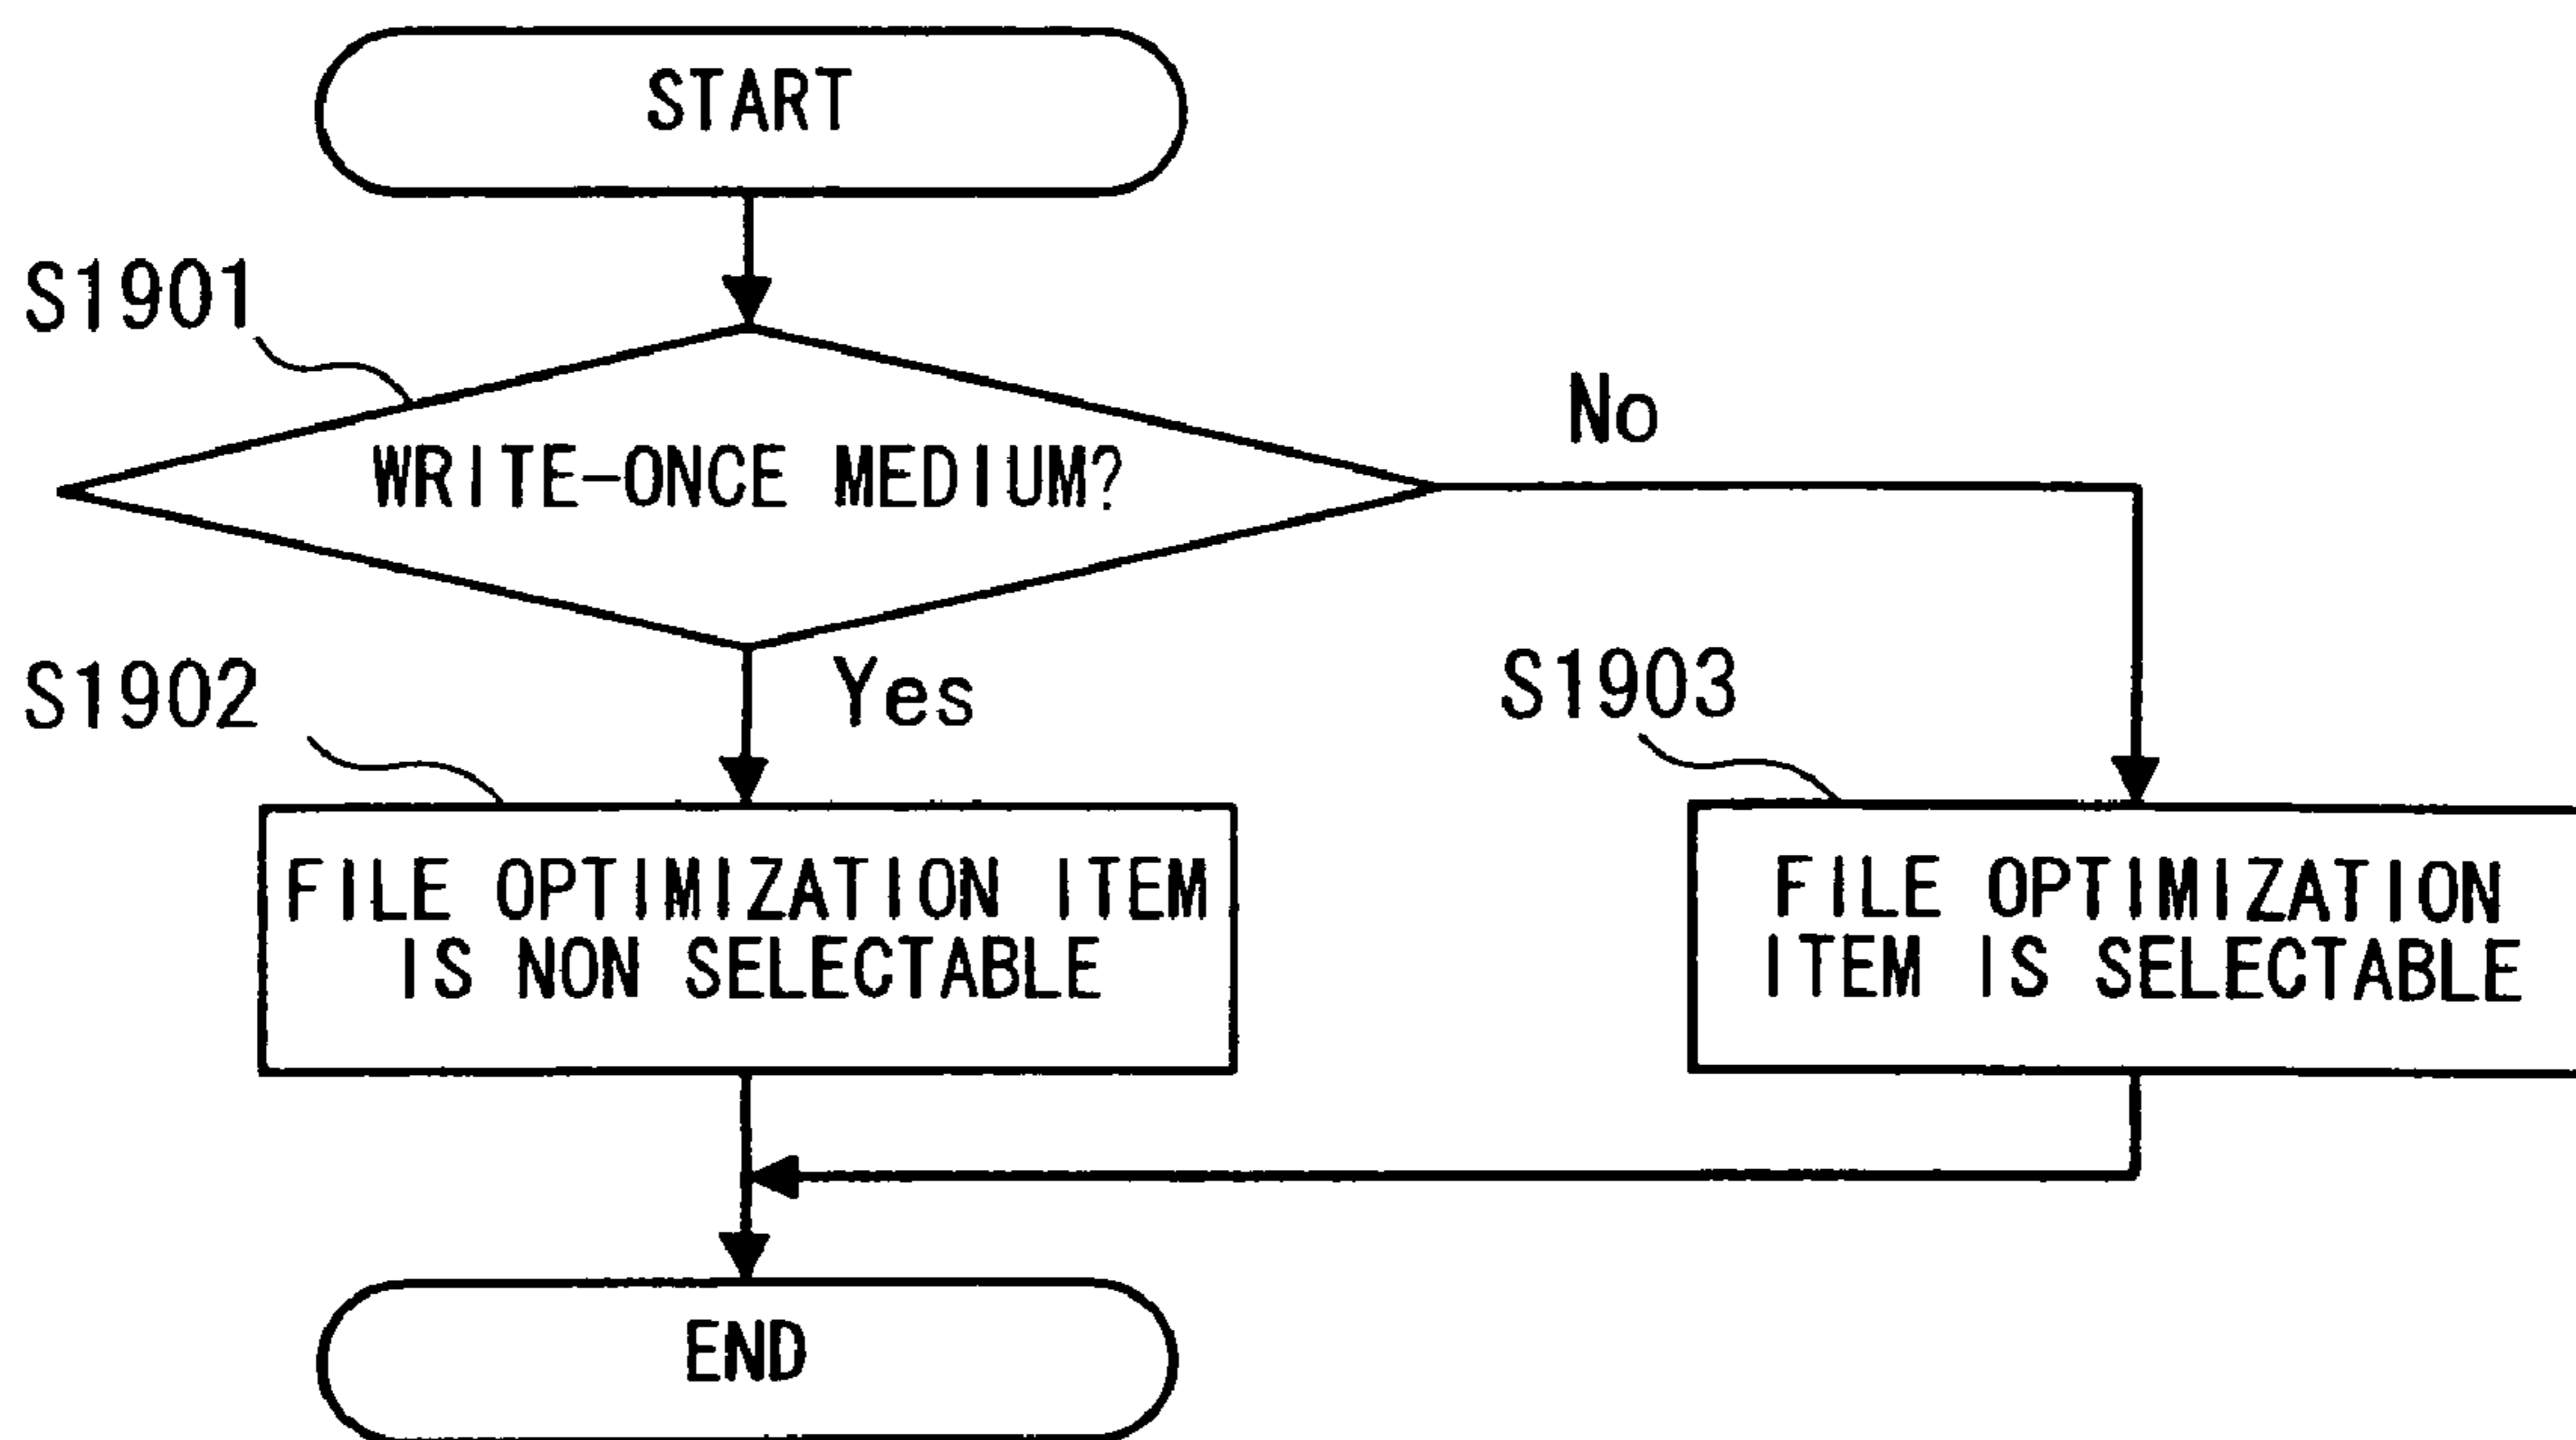 START
S1901
WRITE-ONCE MEDIUM?
No
S1902
Yes
S1903
FILE OPTIMIZATION ITEM
IS NON SELECTABLE
FILE OPTIMIZATION
ITEM IS SELECTABLE
END